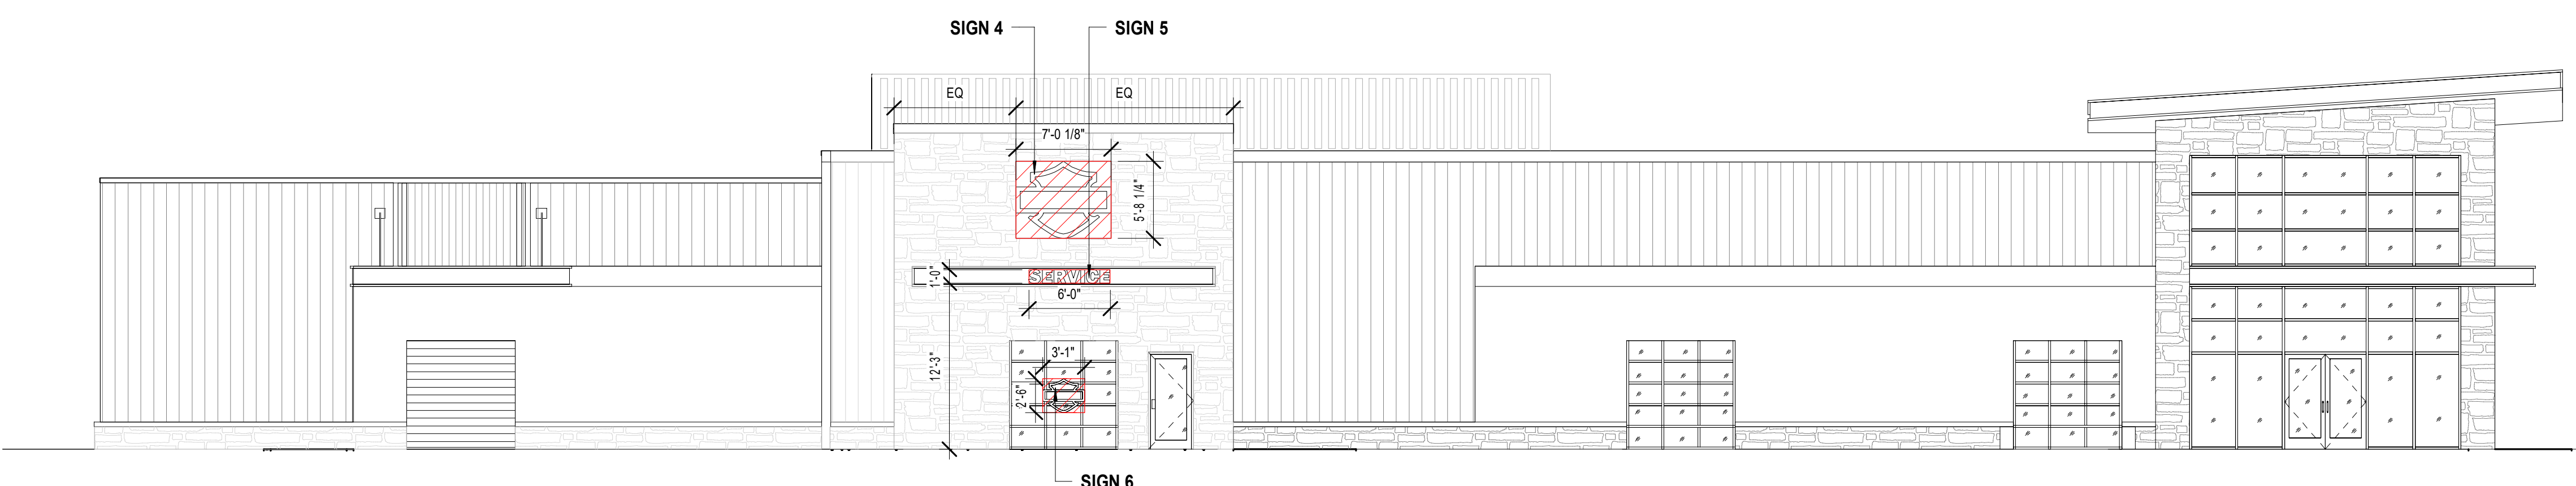 SIGN 4
SIGN 5
EQ
EQ
7'-0 1/8"
5'-8 1/4"
1'-0"
SERVICE
6'-0"
12'-3"
3'-1"
2'-6"
SIGN 6